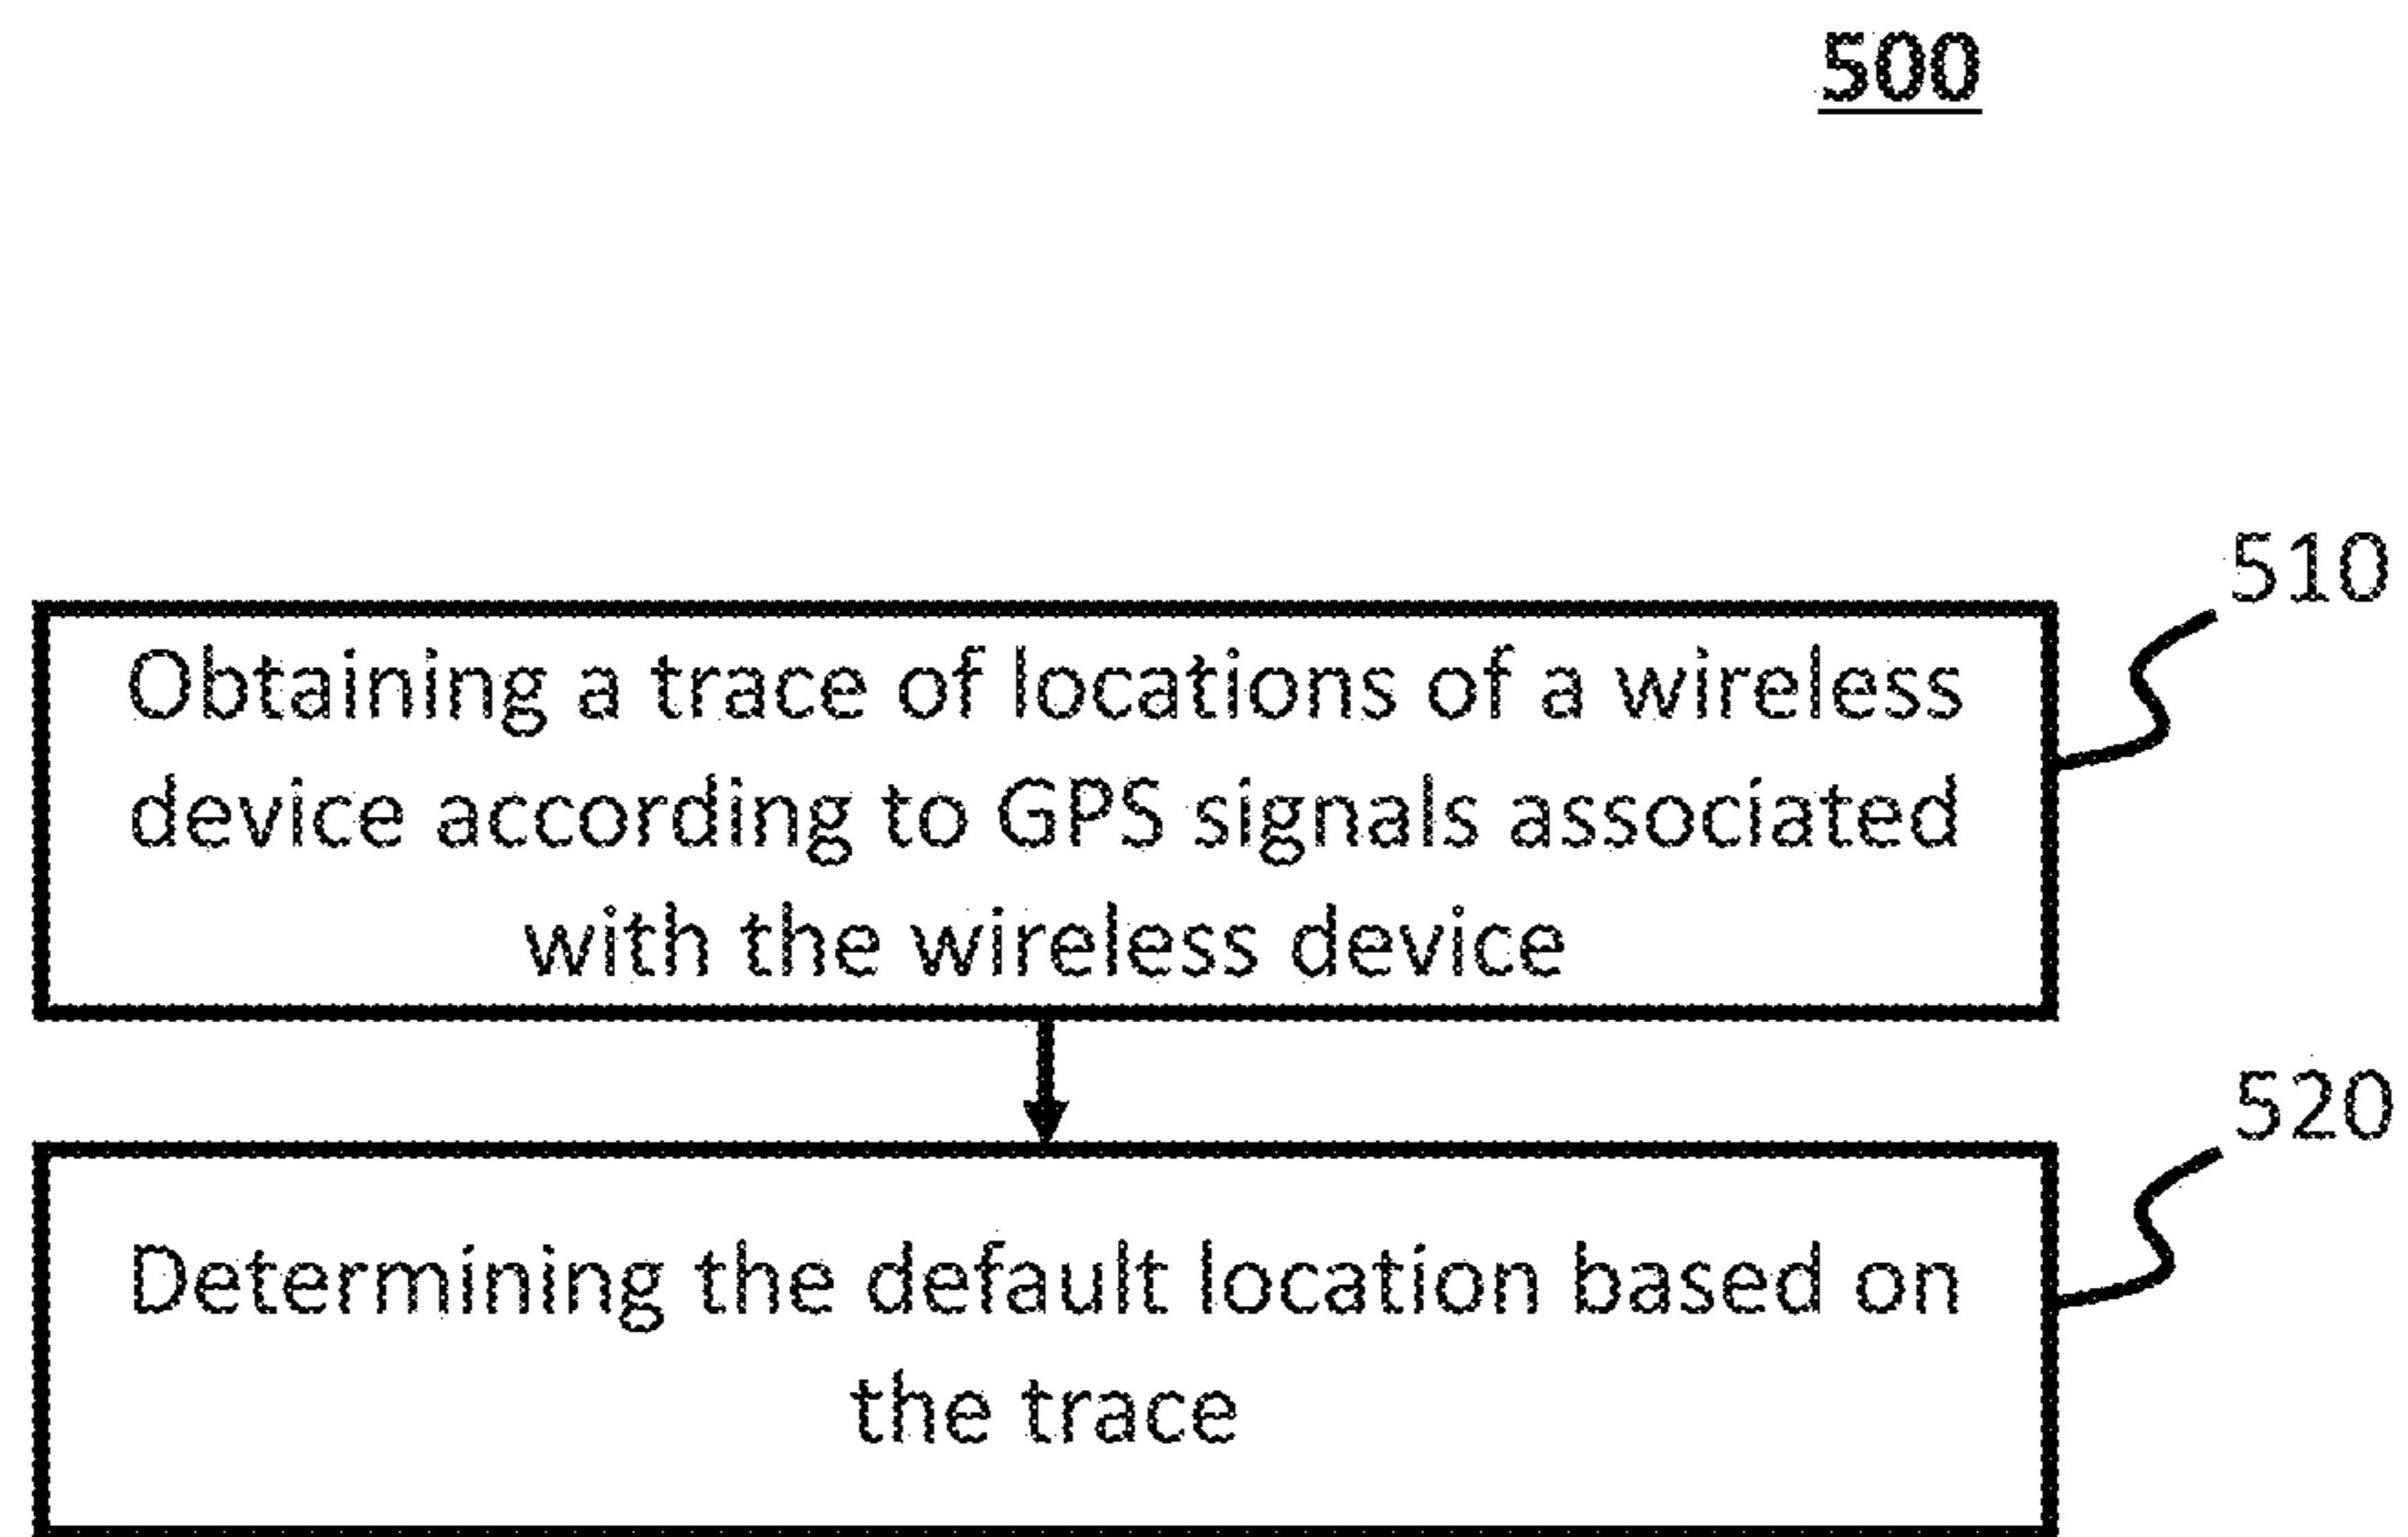 500
510
Obtaining a trace of locations of a wireless
device according to GPS signals associated
with the wireless device
520
Determining the default location based on
the trace